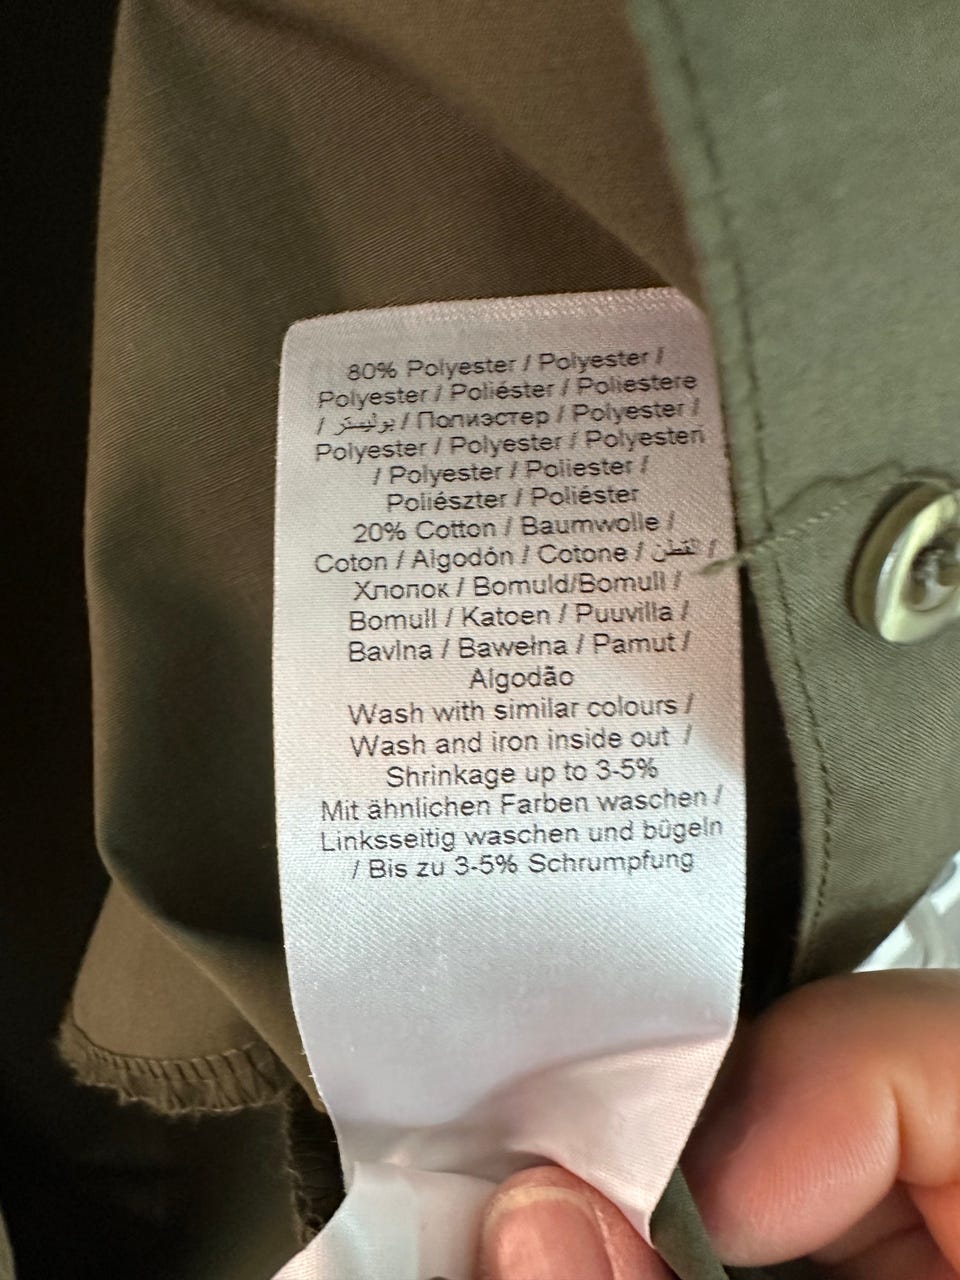 80% Polyester / Polyester /
Polyester / Poliéster / Poliestere
/ بوليستر / Полиэстер / Polyester /
Polyester / Polyester / Polyesteri
/ Polyester / Poliester /
Poliészter / Poliéster
20% Cotton / Baumwolle /
Coton / Algodôn / Cotone / القطن /
Хлопок / Bomuld/Bomull /
Bomull / Katoen / Puuvilla /
Bavlna / Bawełna / Pamut /
Algodão
Wash with similar colours /
Wash and iron inside out /
Shrinkage up to 3-5%
Mit ähnlichen Farben waschen /
Linksseitig waschen und bügeln
/ Bis zu 3-5% Schrumpfung